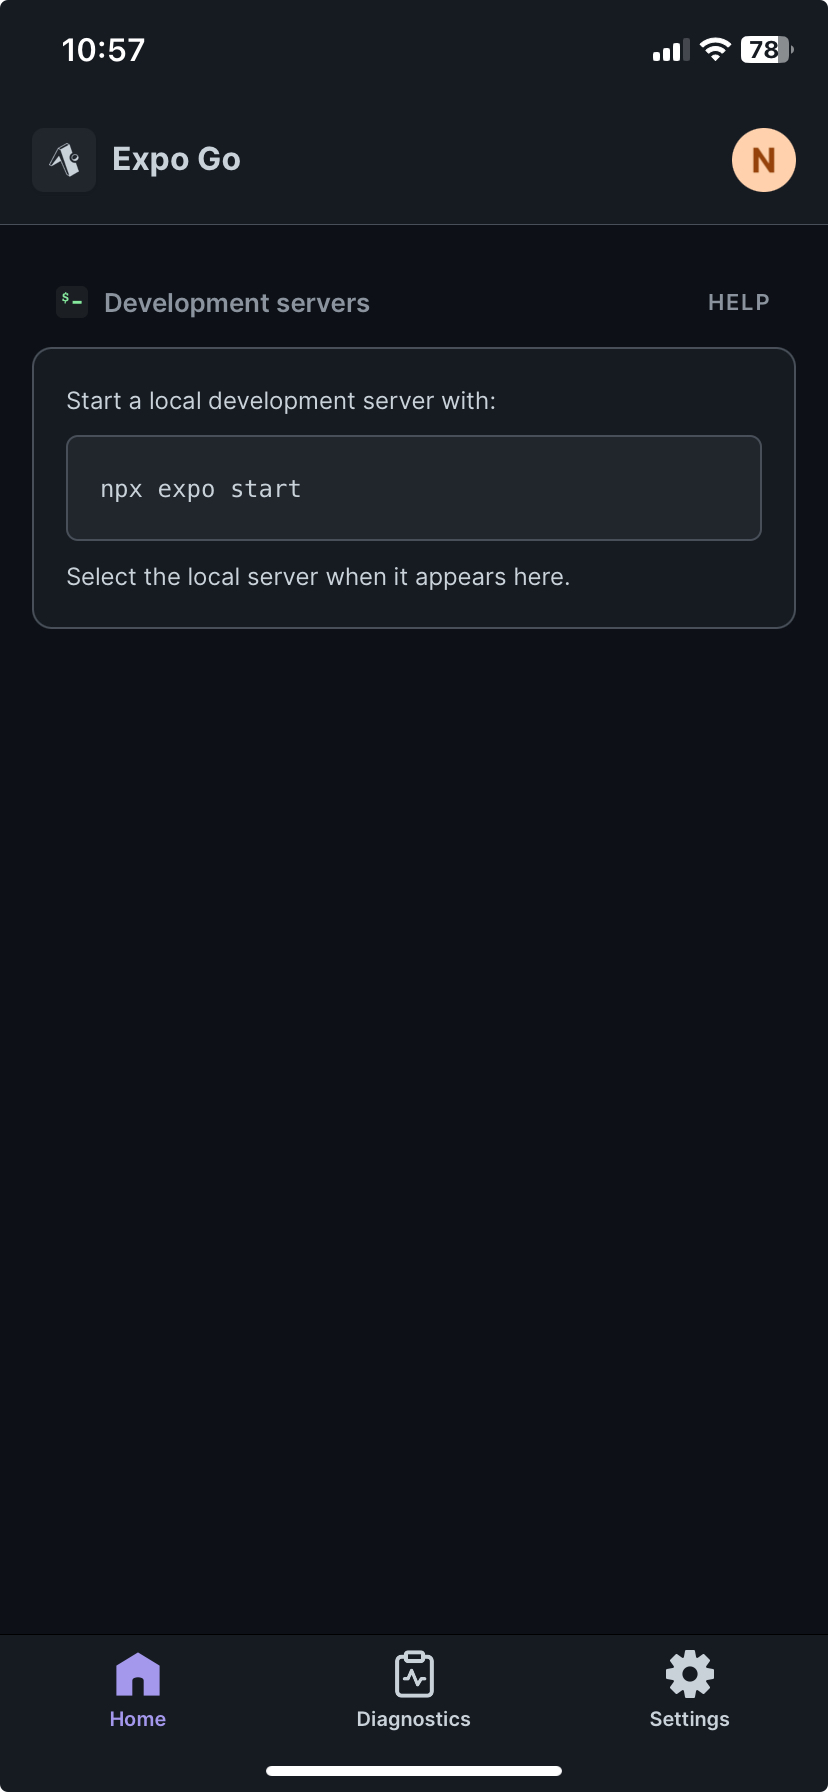 10:57
78
Expo Go
N
$
Development servers
HELP
Start a local development server with:
npx expo start
Select the local server when it appears here.
Home
Diagnostics
Settings